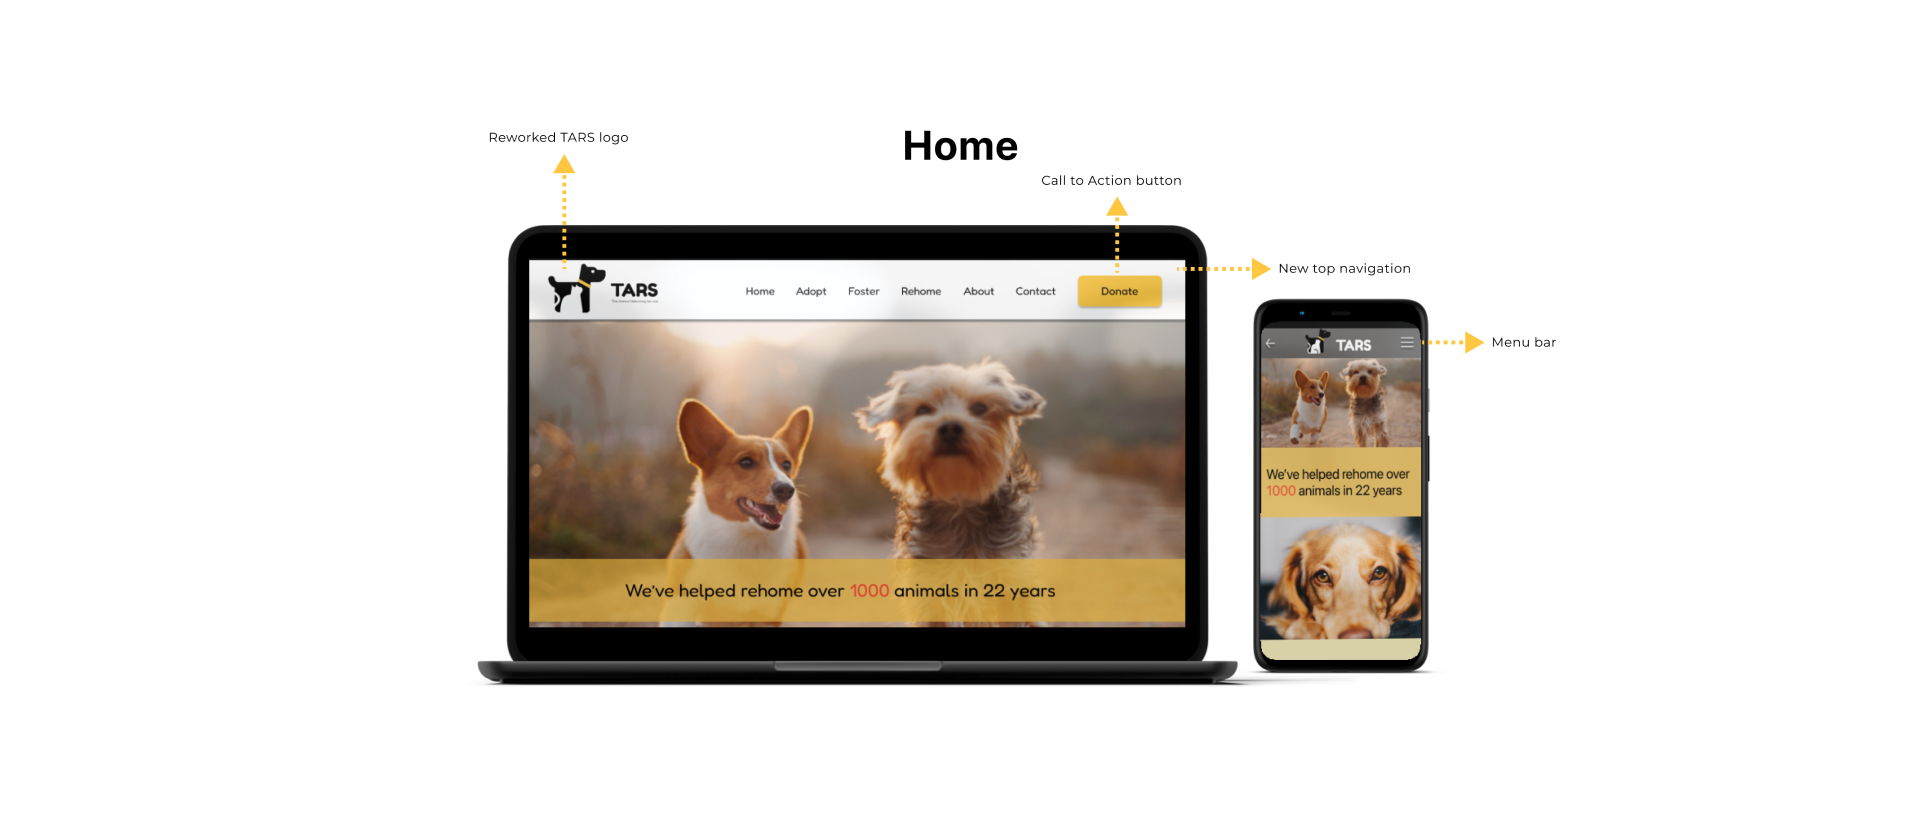 Home
Reworked TARS logo
Call to Action button
New top navigation
Menu bar
TARS
Home Adopt Foster Rehome About Contact Donate
We've helped rehome over 1000 animals in 22 years
TARS
We've helped rehome over
1000 animals in 22 years